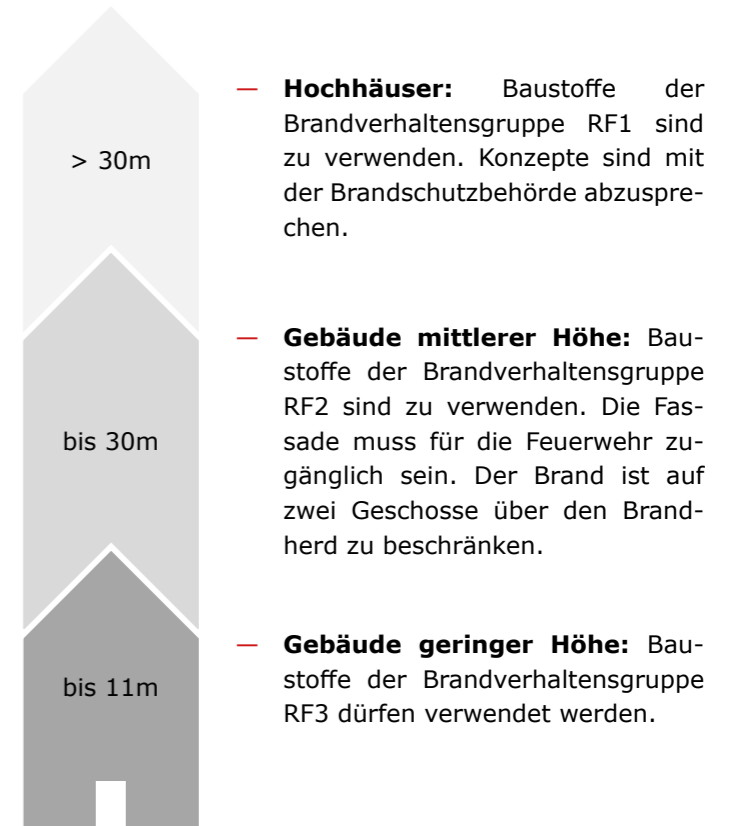 > 30m
— Hochhäuser: Baustoffe der
Brandverhaltensgruppe RF1 sind
zu verwenden. Konzepte sind mit
der Brandschutzbehörde abzuspre-
chen.
bis 30m
— Gebäude mittlerer Höhe: Bau-
stoffe der Brandverhaltensgruppe
RF2 sind zu verwenden. Die Fas-
sade muss für die Feuerwehr zu-
gänglich sein. Der Brand ist auf
zwei Geschosse über den Brand-
herd zu beschränken.
bis 11m
— Gebäude geringer Höhe: Bau-
stoffe der Brandverhaltensgruppe
RF3 dürfen verwendet werden.